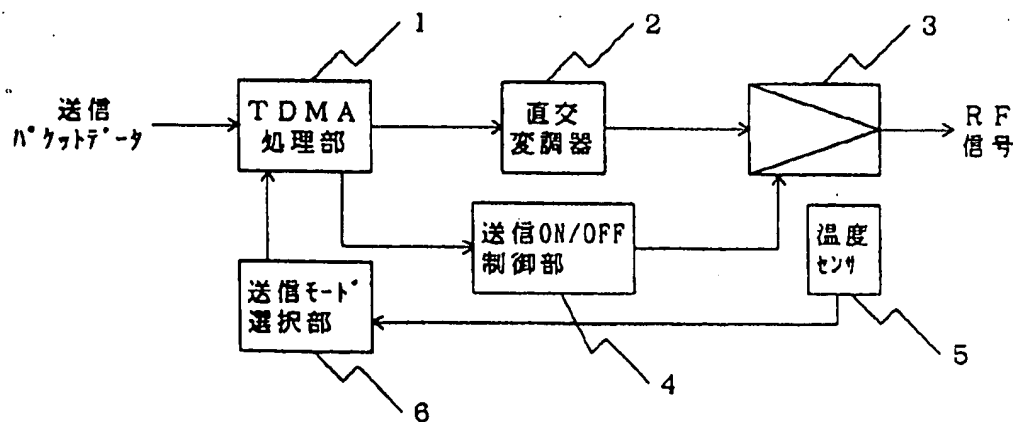 1
2
3
送信
パケットデータ
TDMA
処理部
直交
変調器
RF
信号
送信ON/OFF
制御部
温度
センサ
送信モード
選択部
4
5
6